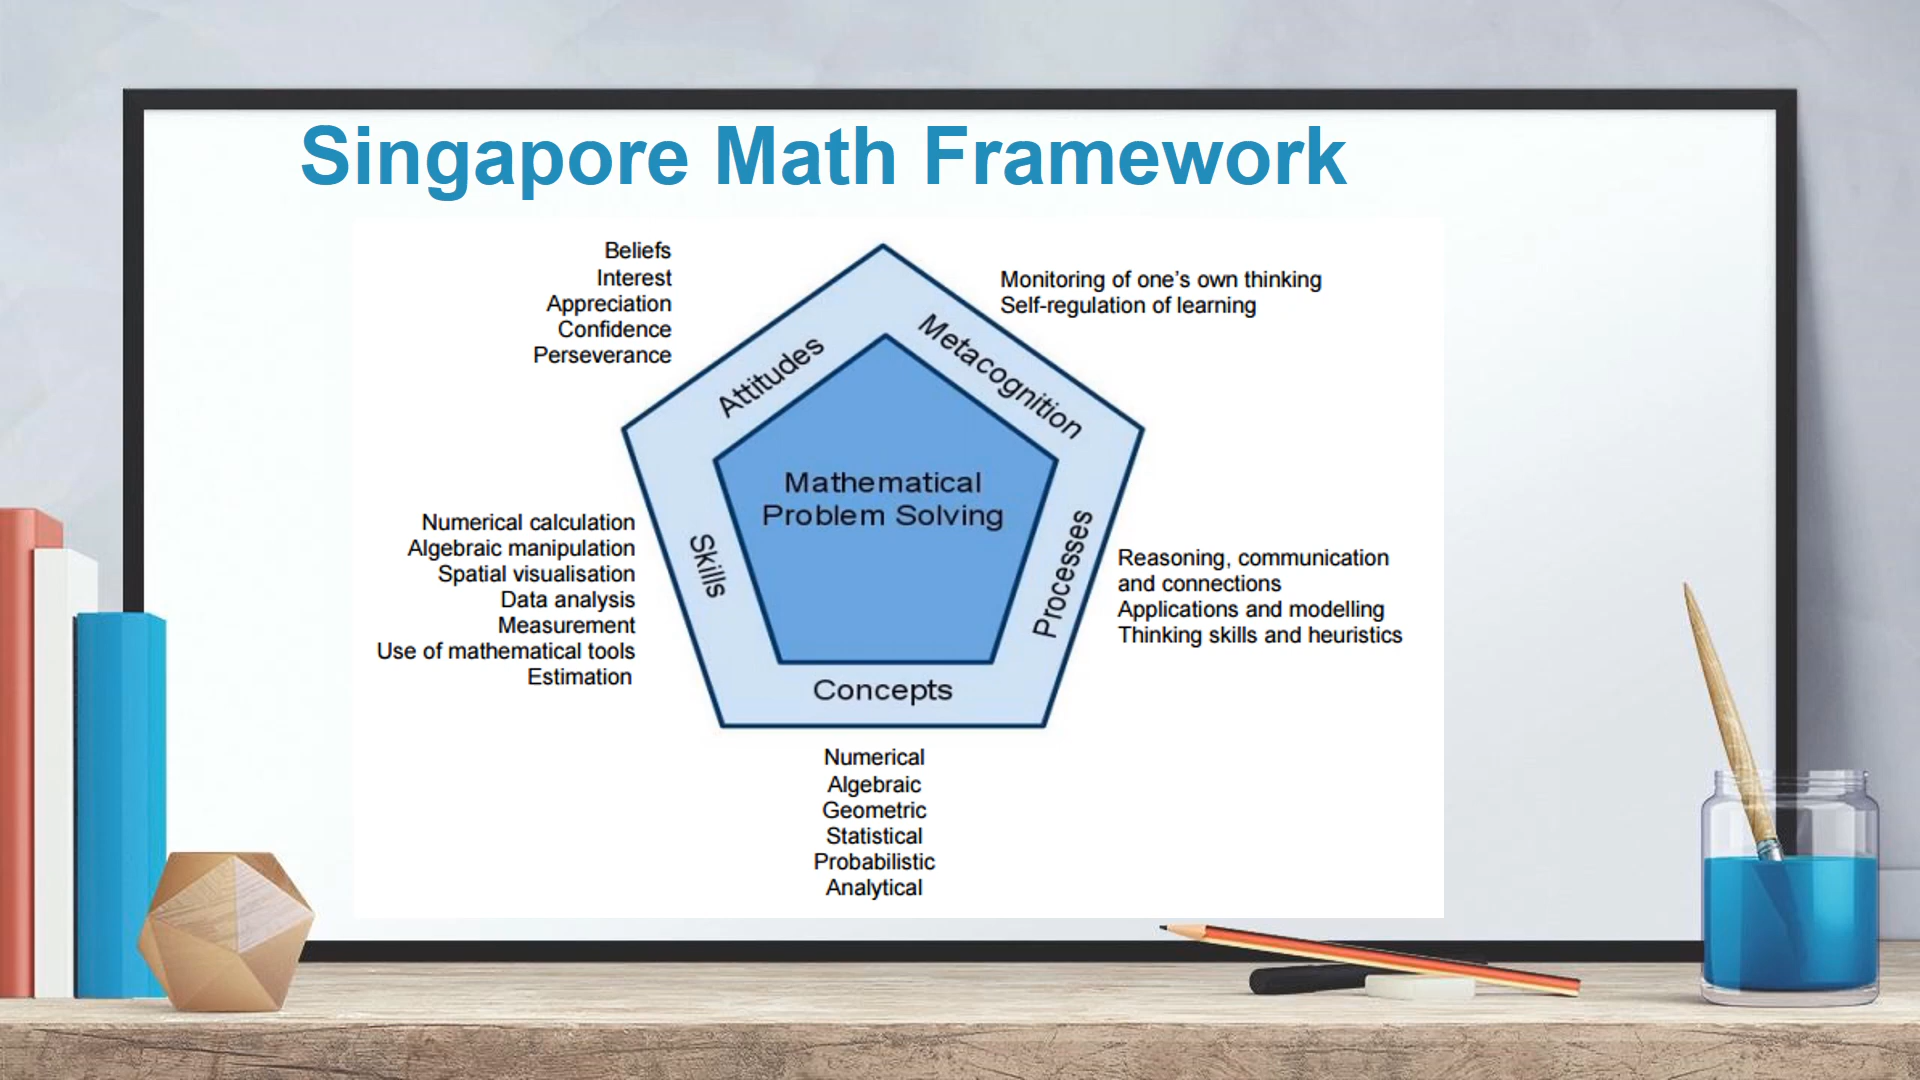 Singapore Math Framework
Beliefs
Interest
Appreciation
Confidence
Perseverance
Monitoring of one’s own thinking
Self-regulation of learning
Attitudes
Metacognition
Mathematical
Problem Solving
Skills
Processes
Concepts
Numerical calculation
Algebraic manipulation
Spatial visualisation
Data analysis
Measurement
Use of mathematical tools
Estimation
Reasoning, communication
and connections
Applications and modelling
Thinking skills and heuristics
Numerical
Algebraic
Geometric
Statistical
Probabilistic
Analytical